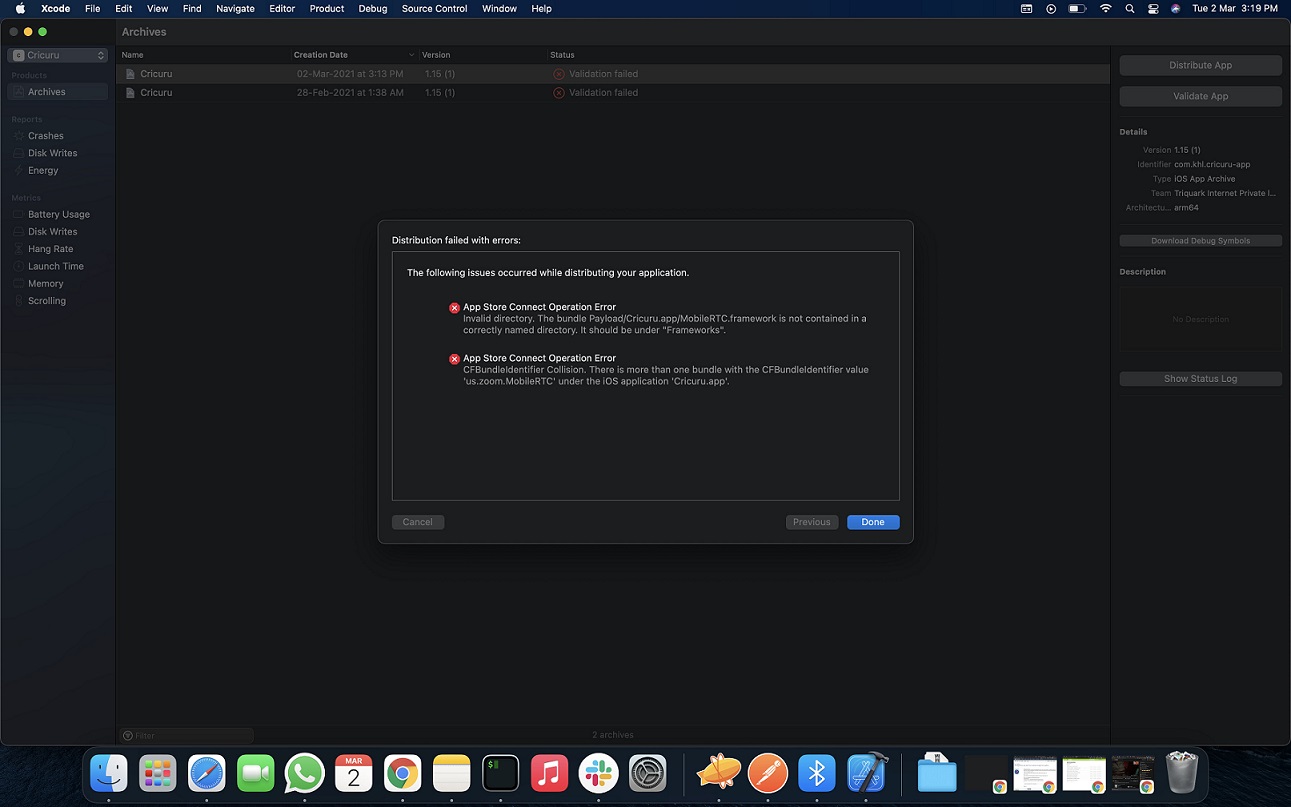 Xcode File Edit View Find Navigate Editor Product Debug Source Control Window Help Tue 2 Mar 3:19 PM
Archives
Cricuru
Products
Archives
Reports
Crashes
Disk Writes
Energy
Metrics
Battery Usage
Disk Writes
Hang Rate
Launch Time
Memory
Scrolling
Name Creation Date Version Status
Cricuru 02-Mar-2021 at 3:13 PM 1.15 (1) Validation failed
Cricuru 28-Feb-2021 at 1:38 AM 1.15 (1) Validation failed
Distribution failed with errors:
The following issues occurred while distributing your application.
App Store Connect Operation Error
Invalid directory. The bundle Payload/Cricuru.app/MobileRTC.framework is not contained in a
correctly named directory. It should be under "Frameworks".
App Store Connect Operation Error
CFBundleIdentifier Collision. There is more than one bundle with the CFBundleIdentifier value
'us.zoom.MobileRTC' under the iOS application 'Cricuru.app'.
Cancel Previous Done
Distribute App
Validate App
Details
Version 1.15 (1)
Identifier com.khl.cricuru-app
Type iOS App Archive
Team Triquark Internet Private I...
Architectu... arm64
Download Debug Symbols
Description
No Description
Show Status Log
Filter
2 archives
MAR
2
$